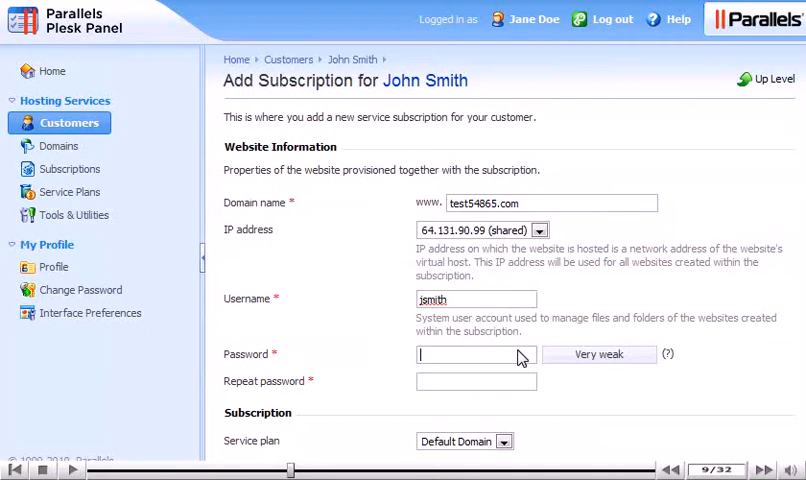 Parallels
Plesk Panel
Logged in as Jane Doe Log out Help
Parallels
Home
Hosting Services
Customers
Domains
Subscriptions
Service Plans
Tools & Utilities
My Profile
Profile
Change Password
Interface Preferences
Home Customers John Smith
Add Subscription for John Smith
Up Level
This is where you add a new service subscription for your customer.
Website Information
Properties of the website provisioned together with the subscription.
Domain name * www. test54865.com
IP address 64.131.90.99 (shared)
IP address on which the website is hosted is a network address of the website's
virtual host. This IP address will be used for all websites created within the
subscription.
Username * jsmith
System user account used to manage files and folders of the websites created
within the subscription.
Password * Very weak (?)
Repeat password *
Subscription
Service plan Default Domain
9/32